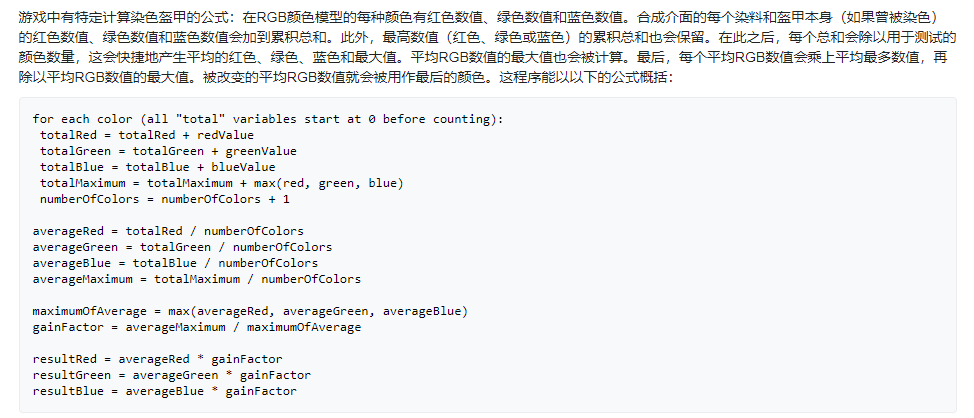 游戏中有特定计算染色盔甲的公式：在RGB颜色模型的每种颜色有红色数值、绿色数值和蓝色数值。合成介面的每个染料和盔甲本身（如果曾被染色）
的红色数值、绿色数值和蓝色数值会加到累积总和。此外，最高数值（红色、绿色或蓝色）的累积总和也会保留。在此之后，每个总和会除以用于测试的
颜色数量，这会快捷地产生平均的红色、绿色、蓝色和最大值。平均RGB数值的最大值也会被计算。最后，每个平均RGB数值会乘上平均最多数值，再
除以平均RGB数值的最大值。被改变的平均RGB数值就会被用作最后的颜色。这程序能以以下的公式概括：
for each color (all "total" variables start at 0 before counting):
totalRed = totalRed + redValue
totalGreen = totalGreen + greenValue
totalBlue = totalBlue + blueValue
totalMaximum = totalMaximum + max(red, green, blue)
numberOfColors = numberOfColors + 1
averageRed = totalRed / numberOfColors
averageGreen = totalGreen / numberOfColors
averageBlue = totalBlue / numberOfColors
averageMaximum = totalMaximum / numberOfColors
maximumOfAverage = max(averageRed, averageGreen, averageBlue)
gainFactor = averageMaximum / maximumOfAverage
resultRed = averageRed * gainFactor
resultGreen = averageGreen * gainFactor
resultBlue = averageBlue * gainFactor